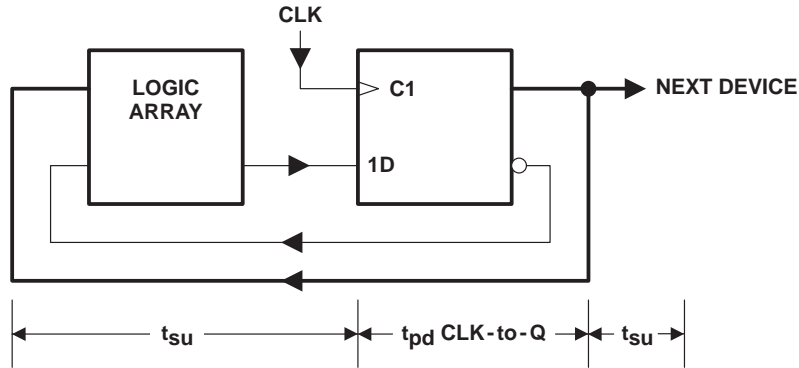 CLK
LOGIC
ARRAY
C1
NEXT DEVICE
1D
tsu
tpd CLK-to-Q
tsu